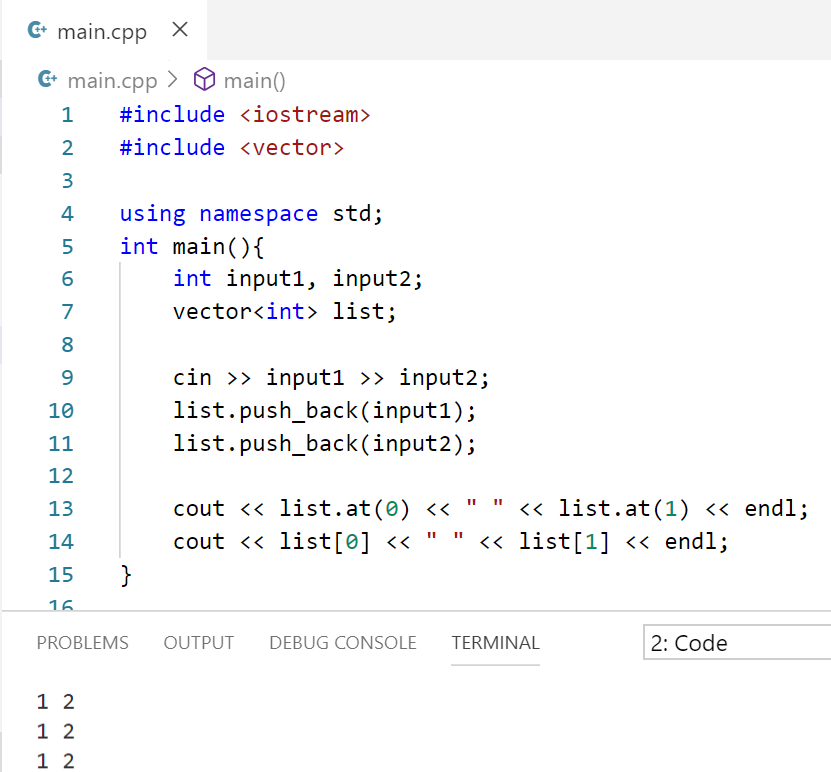 main.cpp
main.cpp > main()
1 #include <iostream>
2 #include <vector>
3
4 using namespace std;
5 int main(){
6     int input1, input2;
7     vector<int> list;
8
9     cin >> input1 >> input2;
10     list.push_back(input1);
11     list.push_back(input2);
12
13     cout << list.at(0) << " " << list.at(1) << endl;
14     cout << list[0] << " " << list[1] << endl;
15 }
16
PROBLEMS OUTPUT DEBUG CONSOLE TERMINAL 2: Code
1 2
1 2
1 2